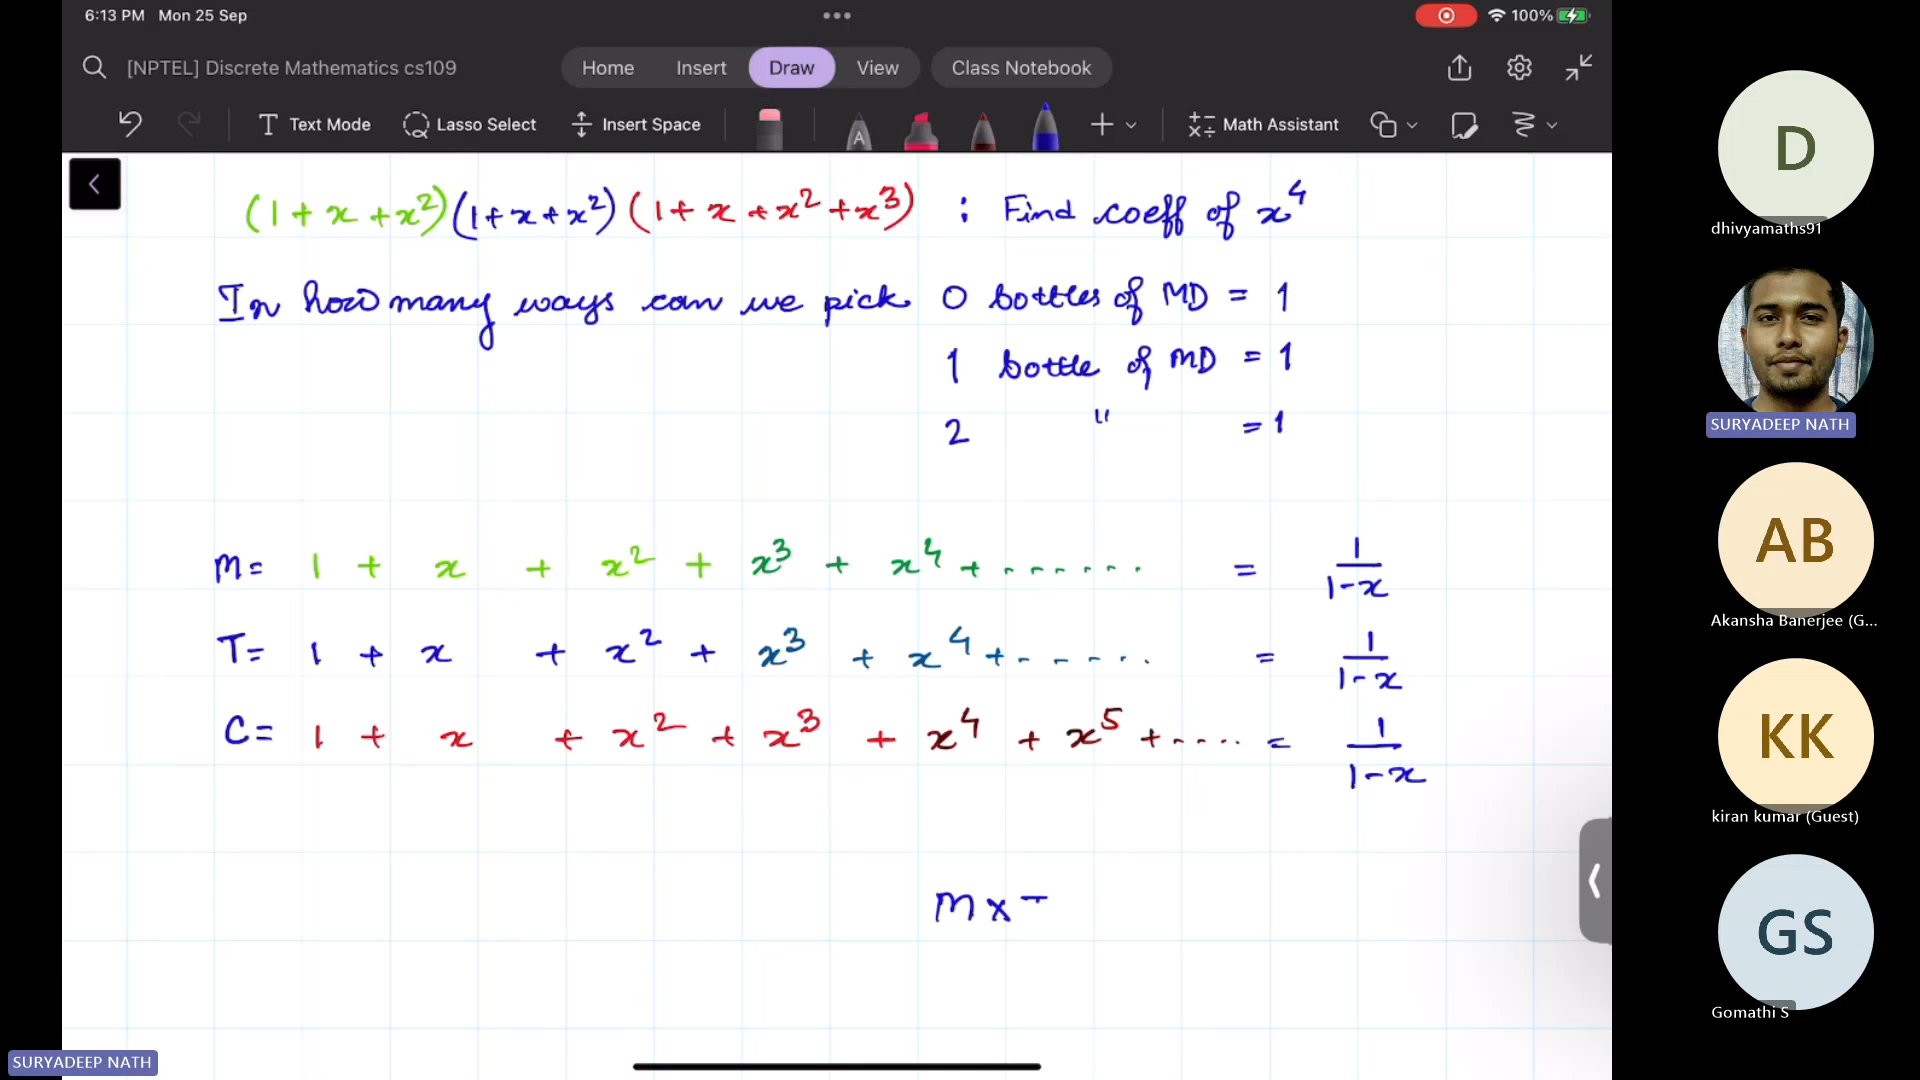 6:13 PM Mon 25 Sep
100%
[NPTEL] Discrete Mathematics cs109
Home Insert Draw View Class Notebook
Text Mode Lasso Select Insert Space A Math Assistant
(1 + x + x²) (1 + x + x²) (1 + x + x² + x³) : Find coeff of x⁴
In how many ways can we pick 0 bottles of MD = 1
1 bottle of MD = 1
2 " = 1
M = 1 + x + x² + x³ + x⁴ + ....... = 1/(1-x)
T = 1 + x + x² + x³ + x⁴ + ...... = 1/(1-x)
C = 1 + x + x² + x³ + x⁴ + x⁵ + ..... = 1/(1-x)
M x -
D
dhivyamaths91
SURYADEEP NATH
AB
Akansha Banerjee (G...
KK
kiran kumar (Guest)
GS
Gomathi S
SURYADEEP NATH